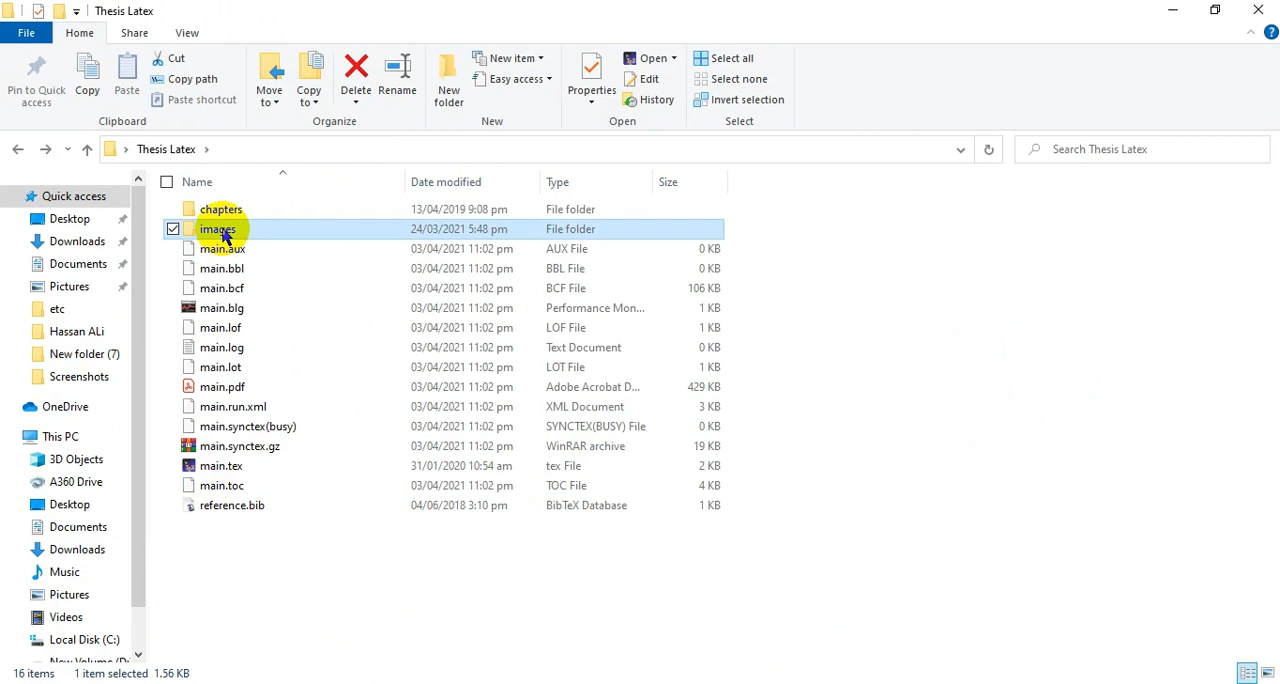 Thesis Latex
File Home Share View
Pin to Quick access
Copy
Paste
Cut
Copy path
Paste shortcut
Clipboard
Move to
Copy to
Delete
Rename
Organize
New folder
New item
Easy access
New
Properties
Open
Edit
History
Open
Select all
Select none
Invert selection
Select
Thesis Latex
Search Thesis Latex
Quick access
Desktop
Downloads
Documents
Pictures
etc
Hassan ALi
New folder (7)
Screenshots
OneDrive
This PC
3D Objects
A360 Drive
Desktop
Documents
Downloads
Music
Pictures
Videos
Local Disk (C:)
Name Date modified Type Size
chapters 13/04/2019 9:08 pm File folder
images 24/03/2021 5:48 pm File folder
main.aux 03/04/2021 11:02 pm AUX File 0 KB
main.bbl 03/04/2021 11:02 pm BBL File 0 KB
main.bcf 03/04/2021 11:02 pm BCF File 106 KB
main.blg 03/04/2021 11:02 pm Performance Mon... 1 KB
main.lof 03/04/2021 11:02 pm LOF File 1 KB
main.log 03/04/2021 11:02 pm Text Document 0 KB
main.lot 03/04/2021 11:02 pm LOT File 1 KB
main.pdf 03/04/2021 11:02 pm Adobe Acrobat D... 429 KB
main.run.xml 03/04/2021 11:02 pm XML Document 3 KB
main.synctex(busy) 03/04/2021 11:02 pm SYNCTEX(BUSY) File 0 KB
main.synctex.gz 03/04/2021 11:02 pm WinRAR archive 19 KB
main.tex 31/01/2020 10:54 am tex File 2 KB
main.toc 03/04/2021 11:02 pm TOC File 4 KB
reference.bib 04/06/2018 3:10 pm BibTeX Database 1 KB
16 items 1 item selected 1.56 KB